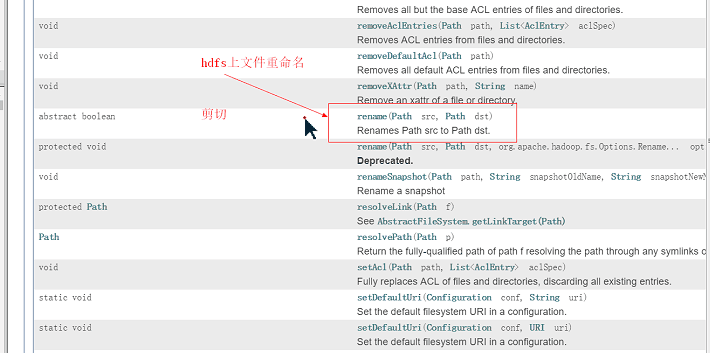 Removes all but the base ACL entries of files and directories.
void removeAclEntries(Path path, List<AclEntry> aclSpec)
Removes ACL entries from files and directories.
void removeDefaultAcl(Path path)
hdfs上文件重命名
Removes all default ACL entries from files and directories.
void removeXAttr(Path path, String name)
Remove an xattr of a file or directory.
abstract boolean 剪切 rename(Path src, Path dst)
Renames Path src to Path dst.
protected void rename(Path src, Path dst, org.apache.hadoop.fs.Options.Rename... opt
Deprecated.
void renameSnapshot(Path path, String snapshotOldName, String snapshotNewN
Rename a snapshot
protected Path resolveLink(Path f)
See AbstractFileSystem.getLinkTarget(Path)
Path resolvePath(Path p)
Return the fully-qualified path of path f resolving the path through any symlinks o
void setAcl(Path path, List<AclEntry> aclSpec)
Fully replaces ACL of files and directories, discarding all existing entries.
static void setDefaultUri(Configuration conf, String uri)
Set the default filesystem URI in a configuration.
static void setDefaultUri(Configuration conf, URI uri)
Set the default filesystem URI in a configuration.